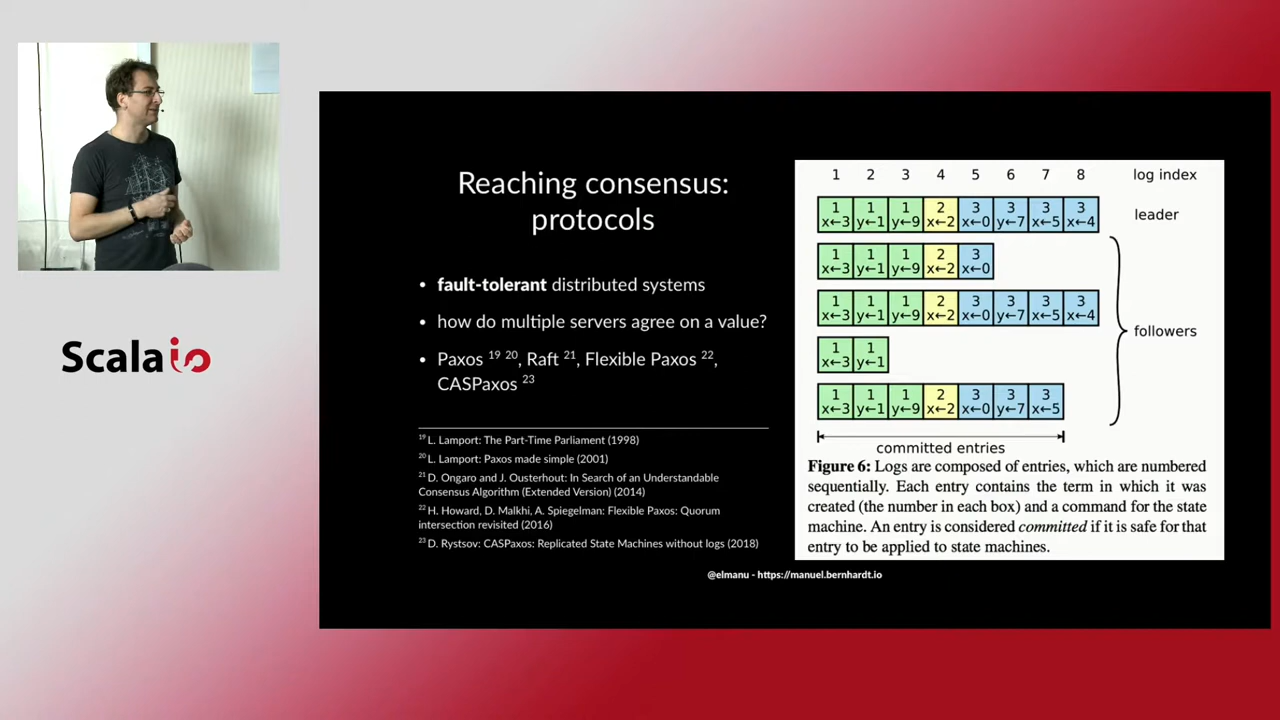 Scala io
Reaching consensus:
protocols
• fault-tolerant distributed systems
• how do multiple servers agree on a value?
• Paxos 19 20, Raft 21, Flexible Paxos 22,
CASPaxos 23
19 L. Lamport: The Part-Time Parliament (1998)
20 L. Lamport: Paxos made simple (2001)
21 D. Ongaro and J. Ousterhout: In Search of an Understandable
Consensus Algorithm (Extended Version) (2014)
22 H. Howard, D. Malkhi, A. Spiegelman: Flexible Paxos: Quorum
intersection revisited (2016)
23 D. Rystsov: CASPaxos: Replicated State Machines without logs (2018)
1 2 3 4 5 6 7 8 log index
1 1 1 2 3 3 3 3
x←3 y←1 y←9 x←2 x←0 y←7 x←5 x←4
leader
1 1 1 2 3
x←3 y←1 y←9 x←2 x←0
1 1 1 2 3 3 3 3
x←3 y←1 y←9 x←2 x←0 y←7 x←5 x←4
followers
1 1
x←3 y←1
1 1 1 2 3 3 3
x←3 y←1 y←9 x←2 x←0 y←7 x←5
committed entries
Figure 6: Logs are composed of entries, which are numbered
sequentially. Each entry contains the term in which it was
created (the number in each box) and a command for the state
machine. An entry is considered committed if it is safe for that
entry to be applied to state machines.
@elmanu - https://manuel.bernhardt.io